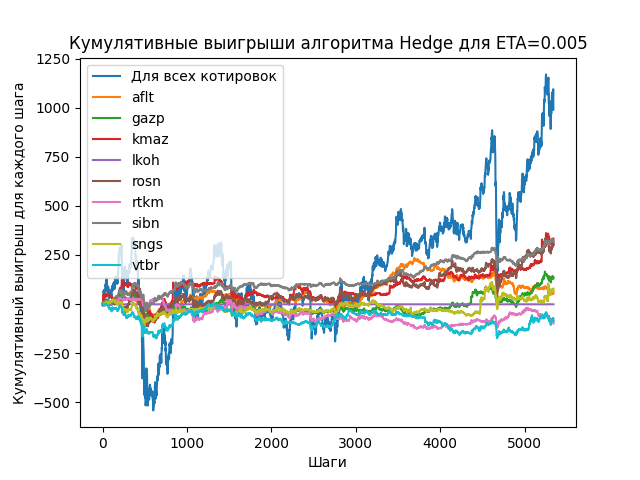 Кумулятивные выигрыши алгоритма Hedge для ETA=0.005
Кумулятивный выигрыш для каждого шага
1250
1000
750
500
250
0
−250
−500
Для всех котировок
aflt
gazp
kmaz
lkoh
rosn
rtkm
sibn
sngs
vtbr
0 1000 2000 3000 4000 5000
Шаги